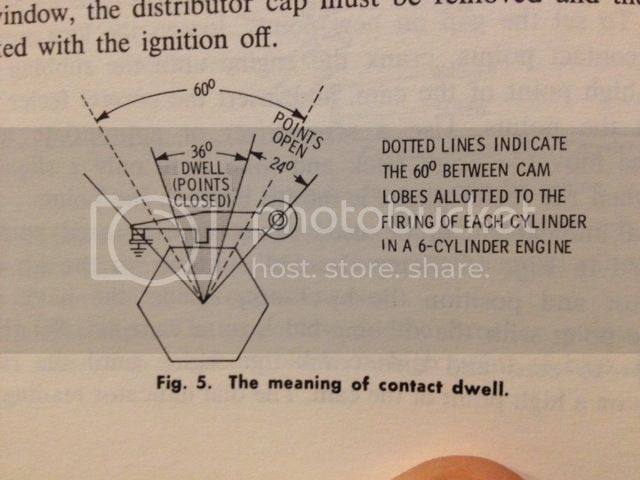 window, the distributor cap must be removed and the
ted with the ignition off.
60°
POINTS
OPEN
36°
DWELL
(POINTS
CLOSED)
24°
DOTTED LINES INDICATE
THE 60° BETWEEN CAM
LOBES ALLOTTED TO THE
FIRING OF EACH CYLINDER
IN A 6-CYLINDER ENGINE
photobucket
host. store. share.
Fig. 5. The meaning of contact dwell.